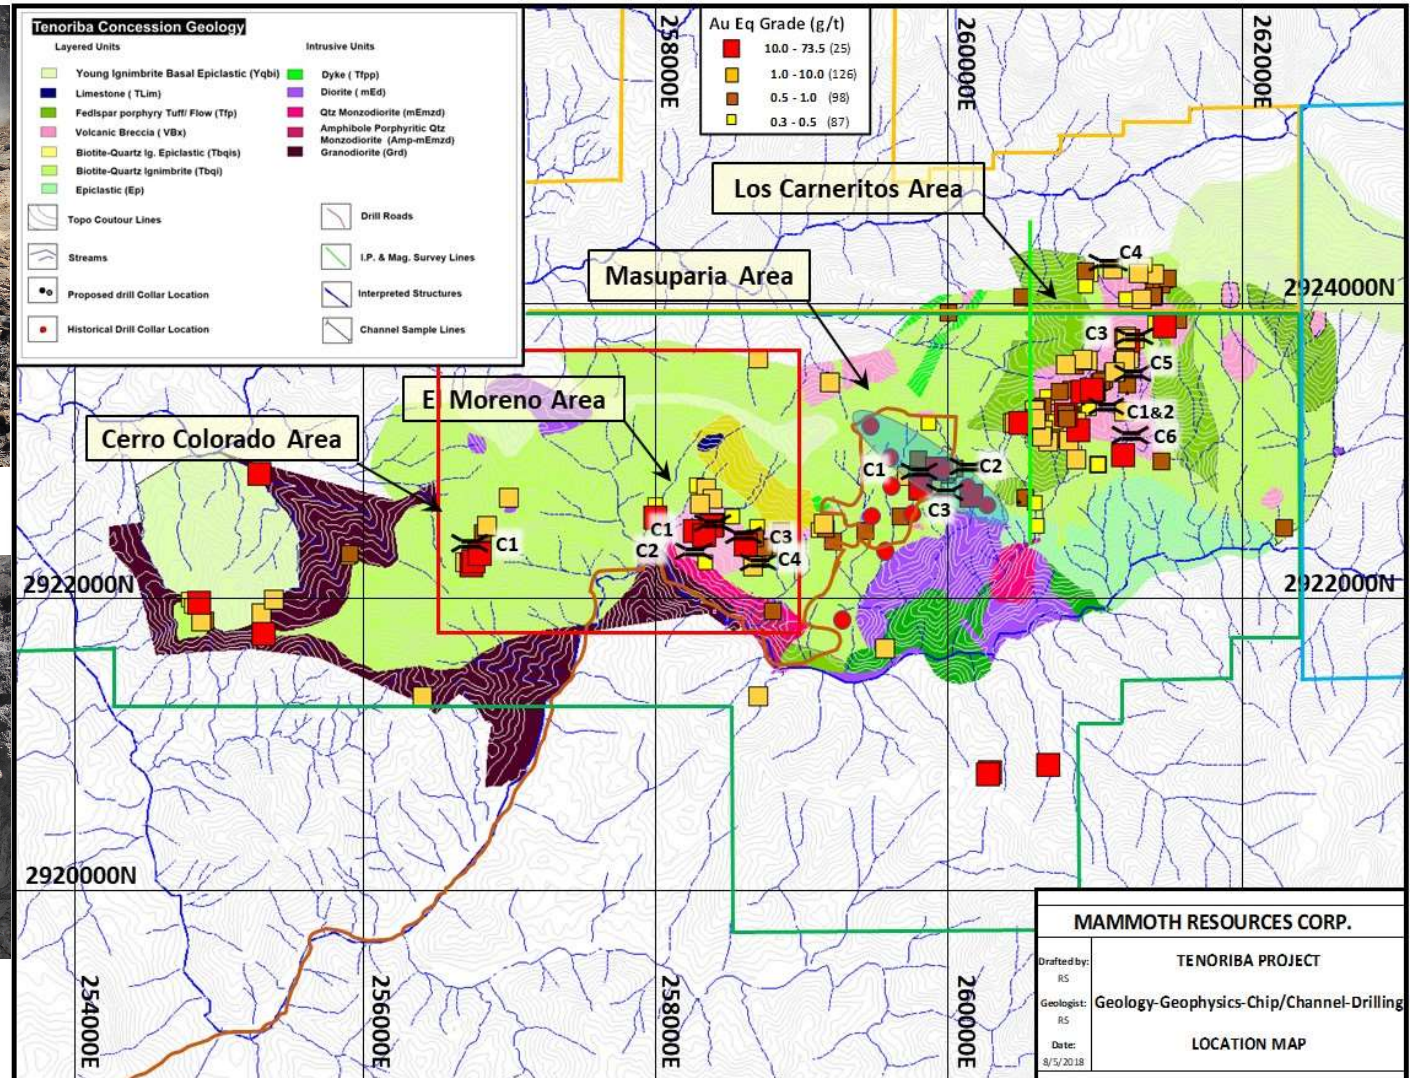 Tenoriba Concession Geology
Layered Units
Intrusive Units
Young Ignimbrite Basal Epiclastic (Yqbi)
Limestone ( TLim)
Fedlspar porphyry Tuff/ Flow (Tfp)
Volcanic Breccia ( VBx)
Biotite-Quartz Ig. Epiclastic (Tbqis)
Biotite-Quartz Ignimbrite (Tbqi)
Epiclastic (Ep)
Dyke ( Tfpp)
Diorite ( mEd)
Qtz Monzodiorite (mEmzd)
Amphibole Porphyritic Qtz
Monzodiorite (Amp-mEmzd)
Granodiorite (Grd)
Topo Coutour Lines
Streams
Proposed drill Collar Location
Historical Drill Collar Location
Drill Roads
I.P. & Mag. Survey Lines
Interpreted Structures
Channel Sample Lines
258000E
Au Eq Grade (g/t)
10.0 - 73.5 (25)
1.0 - 10.0 (126)
0.5 - 1.0 (98)
0.3 - 0.5 (87)
260000E
262000E
Los Carneritos Area
Masuparia Area
El Moreno Area
Cerro Colorado Area
2924000N
C4
C3
C5
C1&2
C6
C1
C2
C3
C1
C2
C3
C4
C1
2922000N
2922000N
2920000N
254000E
256000E
258000E
260000E
MAMMOTH RESOURCES CORP.
Drafted by:
RS
TENORIBA PROJECT
Geologist:
RS
Geology-Geophysics-Chip/Channel-Drilling
Date:
8/5/2018
LOCATION MAP